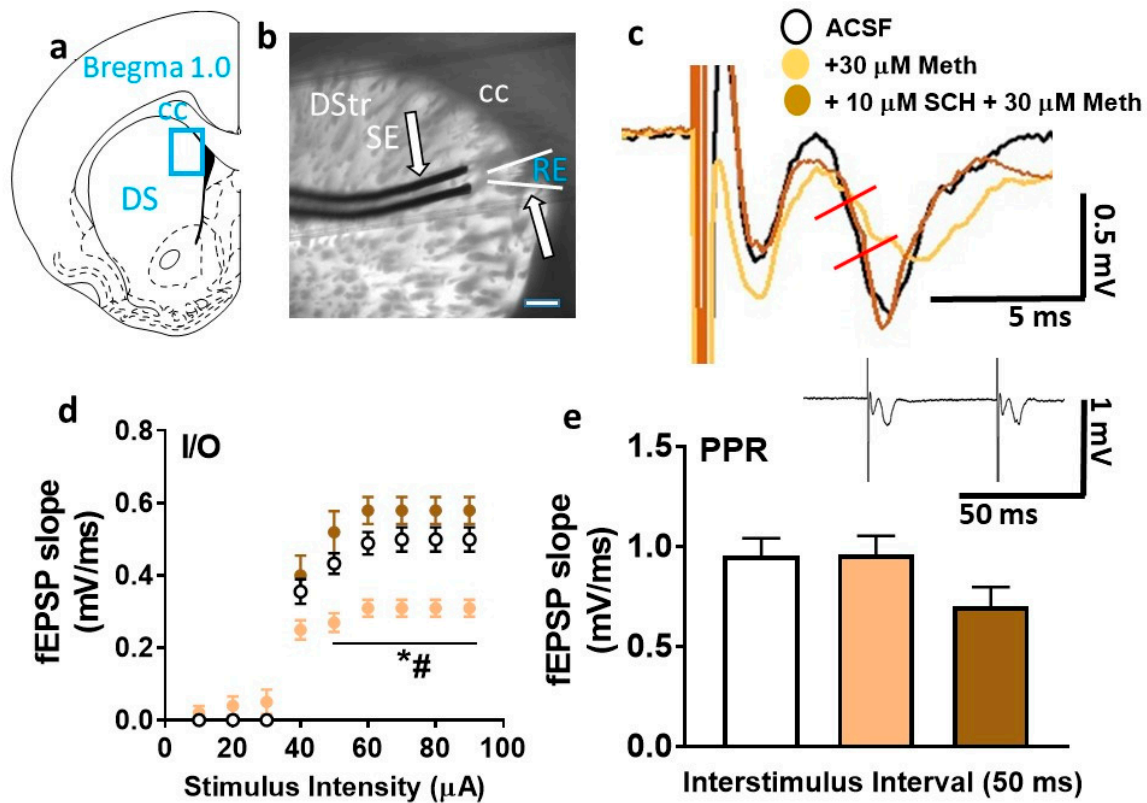 a
Bregma 1.0
cc
DS
b
DStr
cc
SE
RE
c
ACSF
+30 μM Meth
+ 10 μM SCH + 30 μM Meth
0.5 mV
5 ms
d
I/O
0.8
0.6
0.4
0.2
0.0
fEPSP slope
(mV/ms)
*#
0 20 40 60 80 100
Stimulus Intensity (μA)
e
PPR
1 mV
50 ms
1.5
1.0
0.5
0.0
fEPSP slope
(mV/ms)
Interstimulus Interval (50 ms)